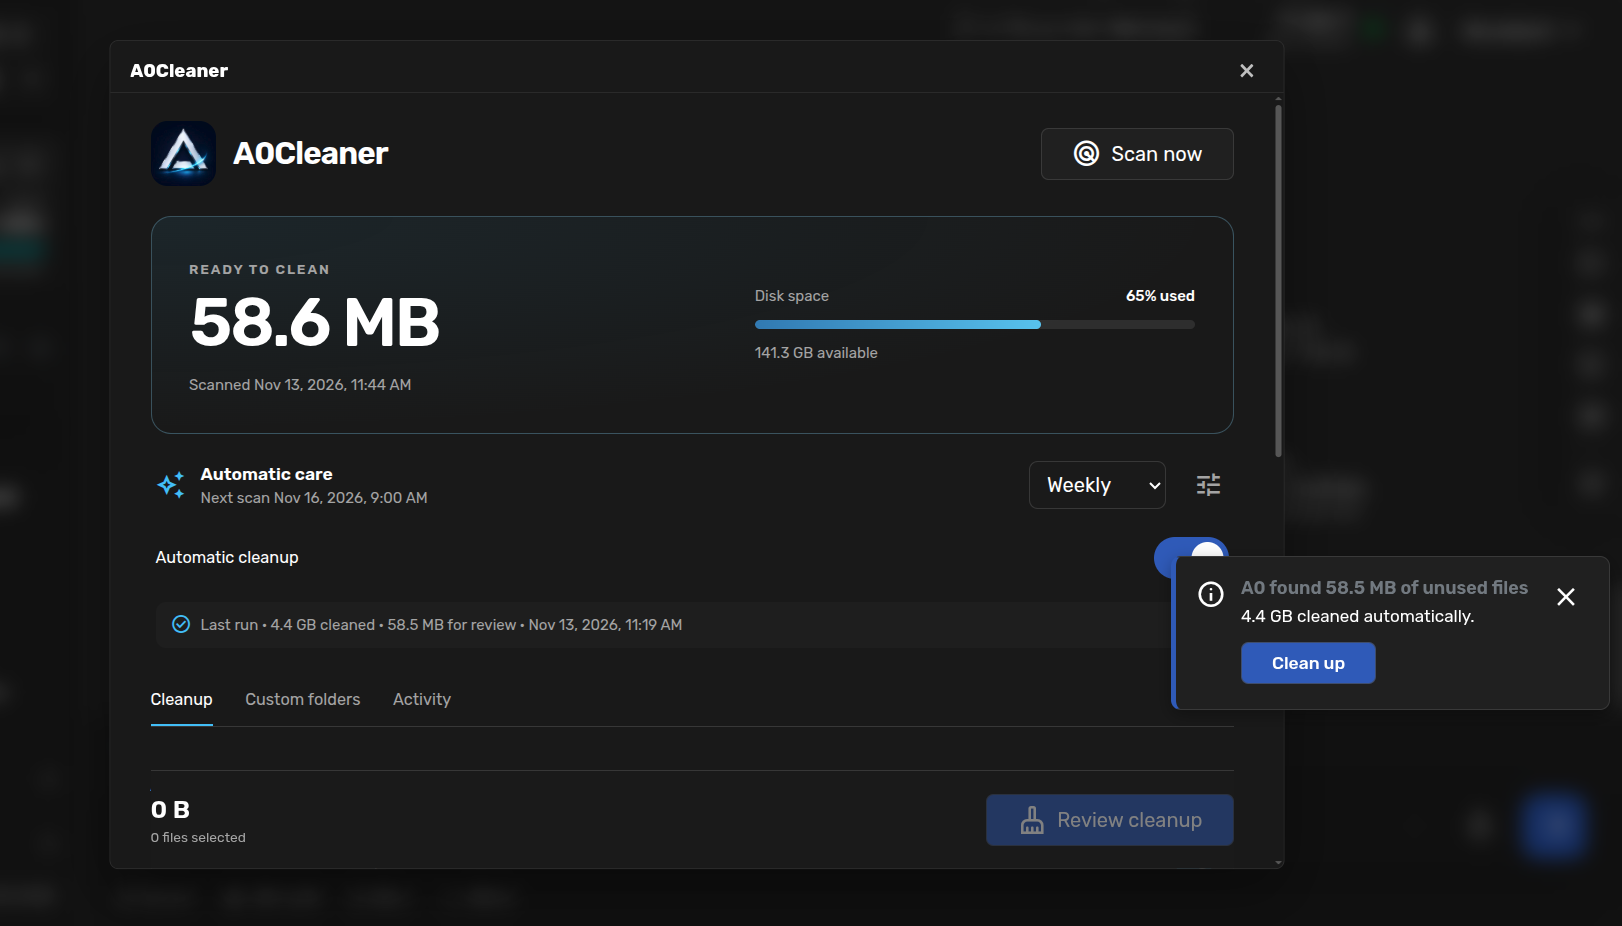 A0Cleaner
A0Cleaner
Scan now
READY TO CLEAN
58.6 MB
Scanned Nov 13, 2026, 11:44 AM
Disk space
65% used
141.3 GB available
Automatic care
Next scan Nov 16, 2026, 9:00 AM
Weekly
Automatic cleanup
A0 found 58.5 MB of unused files
4.4 GB cleaned automatically.
Clean up
Last run • 4.4 GB cleaned • 58.5 MB for review • Nov 13, 2026, 11:19 AM
Cleanup
Custom folders
Activity
0 B
0 files selected
Review cleanup